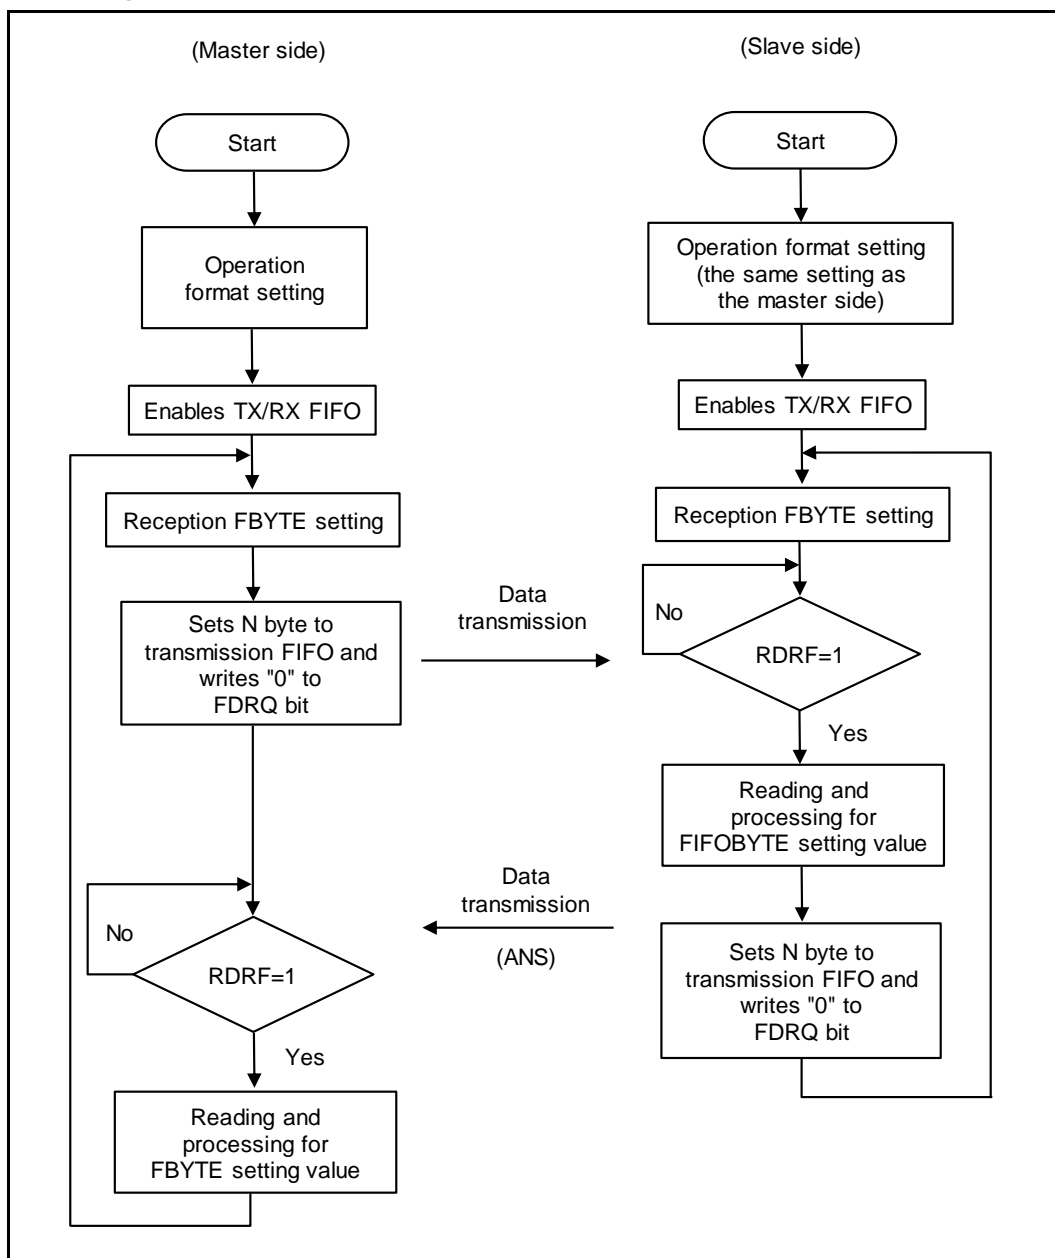 (Master side)
Start
Operation
format setting
Enables TX/RX FIFO
Reception FBYTE setting
Sets N byte to
transmission FIFO and
writes "0" to
FDRQ bit
No
RDRF=1
Yes
Reading and
processing for
FBYTE setting value
Data
transmission
Data
transmission
(ANS)
(Slave side)
Start
Operation format setting
(the same setting as
the master side)
Enables TX/RX FIFO
Reception FBYTE setting
No
RDRF=1
Yes
Reading and
processing for
FIFOBYTE setting value
Sets N byte to
transmission FIFO and
writes "0" to
FDRQ bit